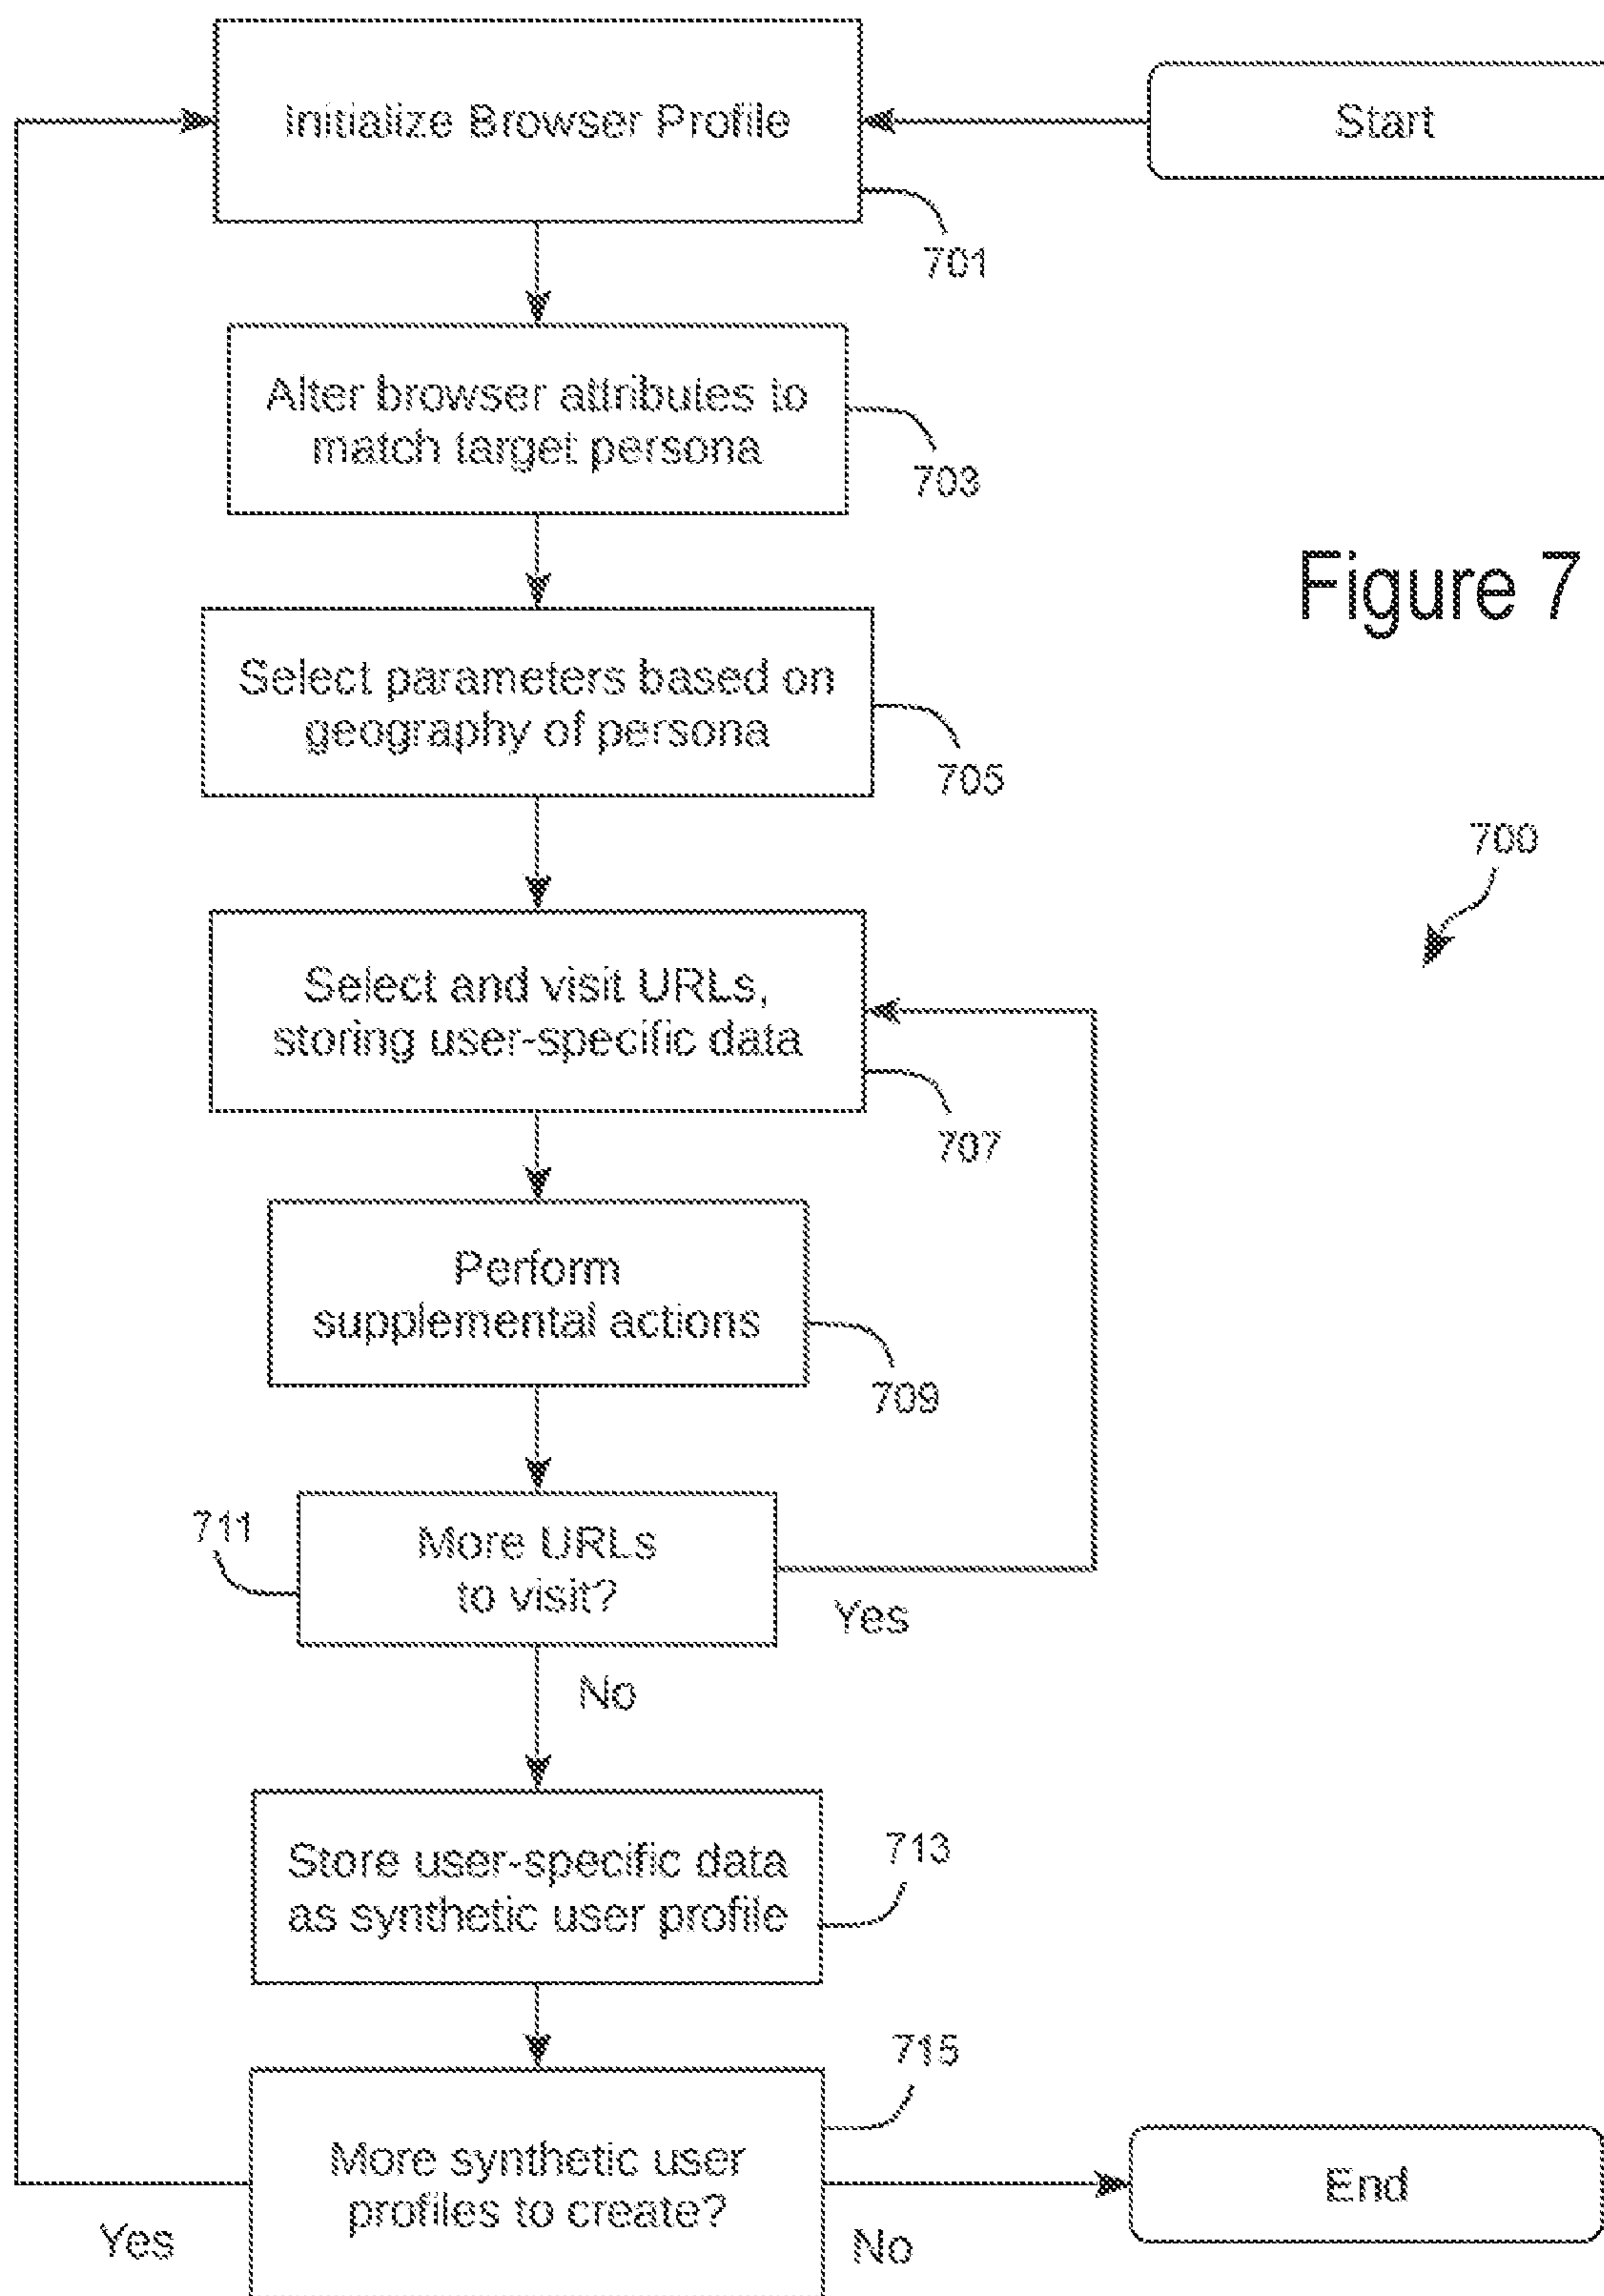 Initialize Browser Profile
Start
701
Alter browser attributes to
match target persona
703
Figure 7
Select parameters based on
geography of persona
705
700
Select and visit URLs,
storing user-specific data
707
Perform
supplemental actions
709
711
More URLs
to visit?
Yes
No
Store user-specific data
as synthetic user profile
713
715
More synthetic user
profiles to create?
End
Yes
No